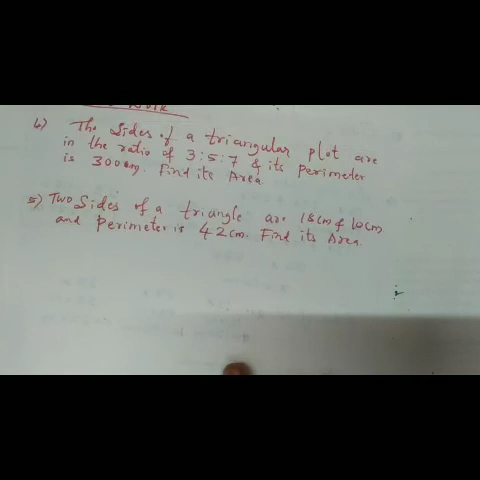 4) The Sides of a triangular plot are
in the ratio of 3:5:7 & its perimeter
is 300cm. Find its Area
5) Two Sides of a triangle are 18cm & 10cm
and Perimeter is 42cm. Find its Area.